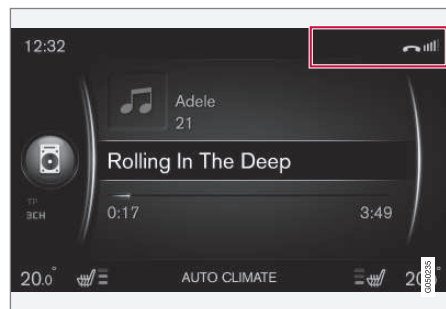 12:32
Adele
21
Rolling In The Deep
TP
3CH
0:17 3:49
20.0° AUTO CLIMATE 20.
G050235